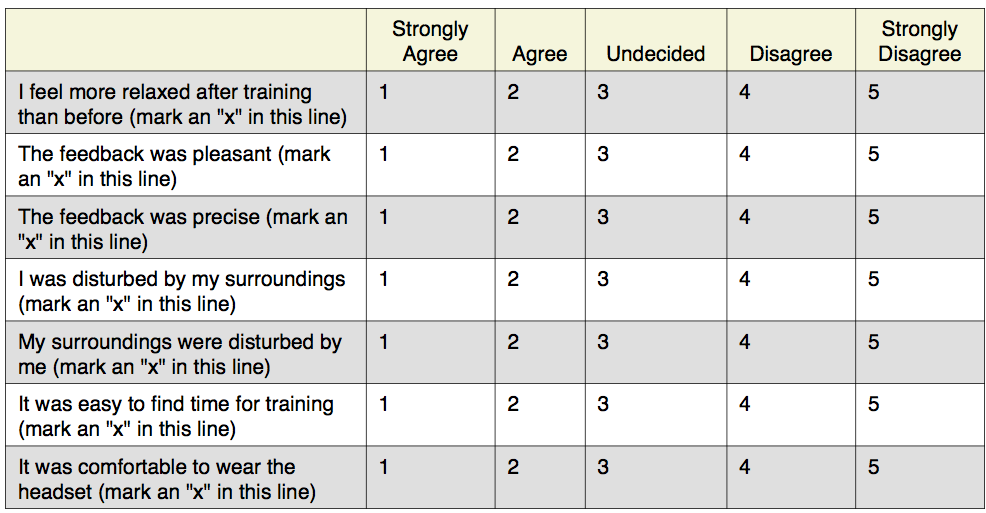 Strongly Agree Agree Undecided Disagree Strongly Disagree
I feel more relaxed after training
than before (mark an "x" in this line) 1 2 3 4 5
The feedback was pleasant (mark
an "x" in this line) 1 2 3 4 5
The feedback was precise (mark an
"x" in this line) 1 2 3 4 5
I was disturbed by my surroundings
(mark an "x" in this line) 1 2 3 4 5
My surroundings were disturbed by
me (mark an "x" in this line) 1 2 3 4 5
It was easy to find time for training
(mark an "x" in this line) 1 2 3 4 5
It was comfortable to wear the
headset (mark an "x" in this line) 1 2 3 4 5